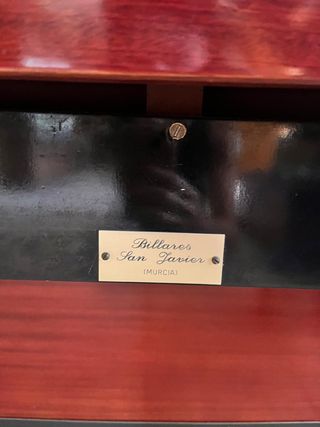 Billares
San Javier
(MURCIA)